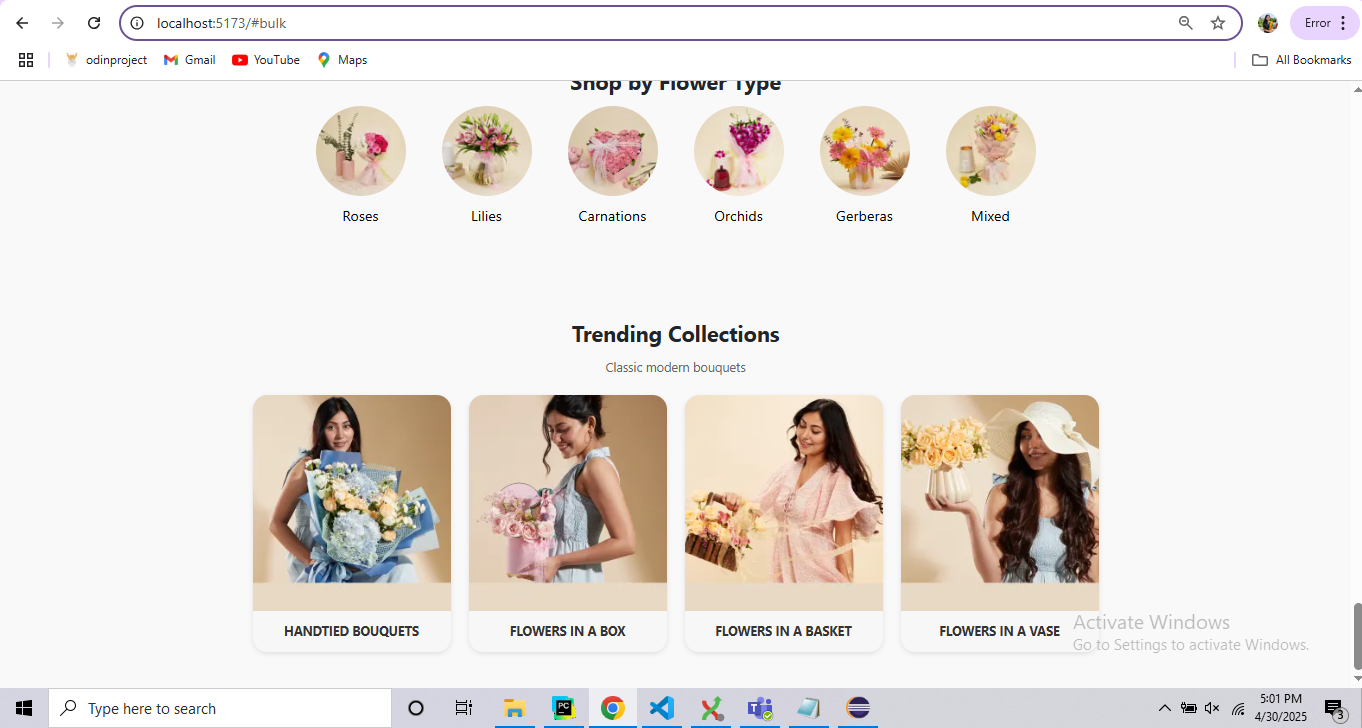 localhost:5173/#bulk
Error
odinproject
Gmail
YouTube
Maps
All Bookmarks
Shop by Flower Type
Roses
Lilies
Carnations
Orchids
Gerberas
Mixed
Trending Collections
Classic modern bouquets
HANDTIED BOUQUETS
FLOWERS IN A BOX
FLOWERS IN A BASKET
FLOWERS IN A VASE
Activate Windows
Go to Settings to activate Windows.
Type here to search
PC
5:01 PM
4/30/2025
3